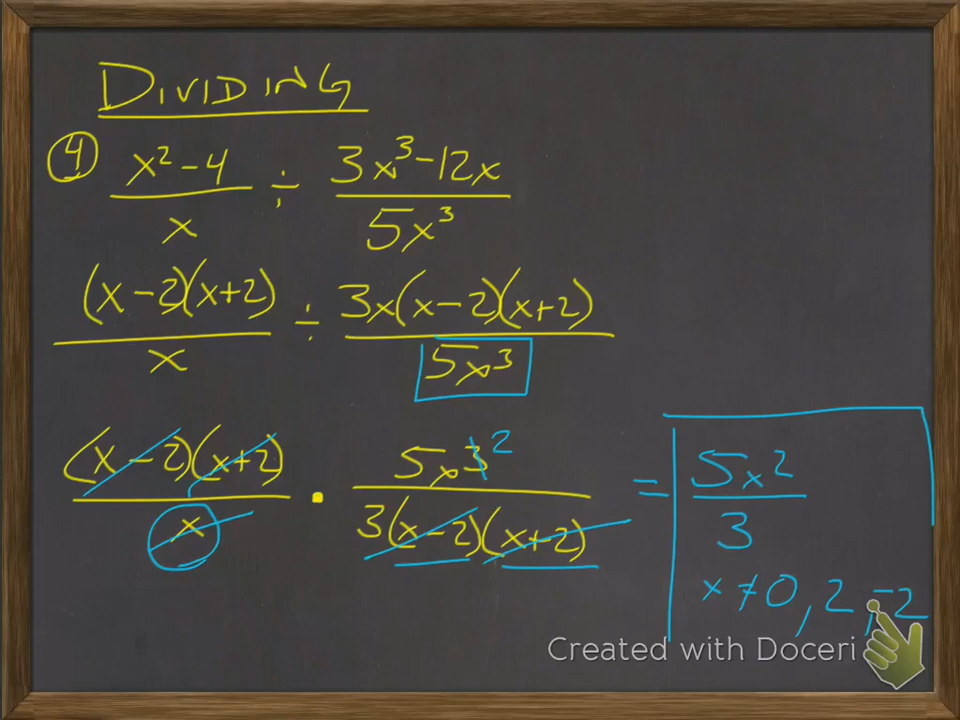 DIVIDING
④ (x² - 4)/x ÷ (3x³ - 12x)/(5x³)
((x - 2)(x + 2))/x ÷ (3x(x - 2)(x + 2))/(5x³)
((x - 2)(x + 2))/x · (5x³ ²)/(3(x - 2)(x + 2)) = (5x²)/3
x ≠ 0, 2, -2
Created with Doceri